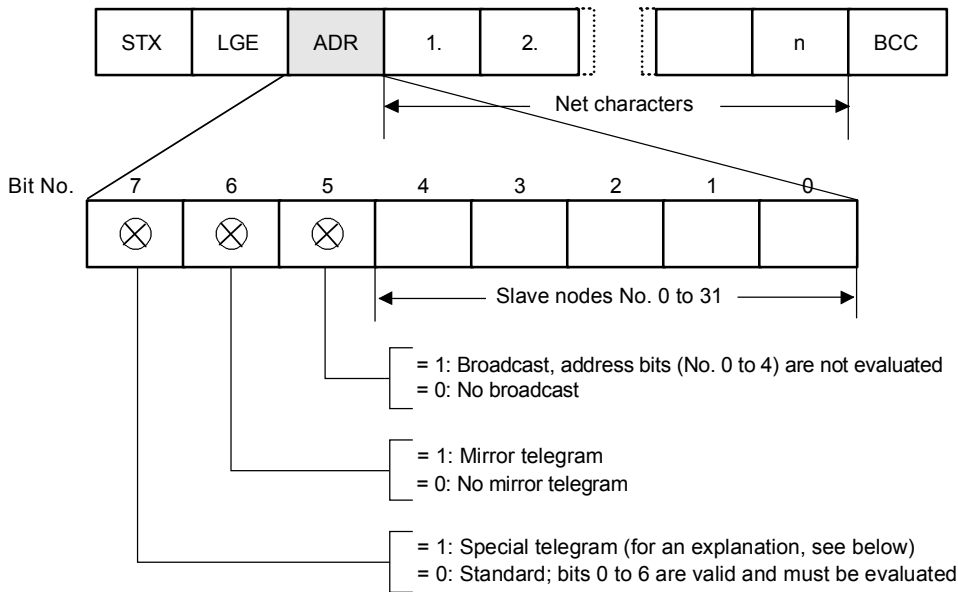 STX LGE ADR 1. 2. n BCC
Net characters
Bit No. 7 6 5 4 3 2 1 0
Slave nodes No. 0 to 31
= 1: Broadcast, address bits (No. 0 to 4) are not evaluated
= 0: No broadcast
= 1: Mirror telegram
= 0: No mirror telegram
= 1: Special telegram (for an explanation, see below)
= 0: Standard; bits 0 to 6 are valid and must be evaluated